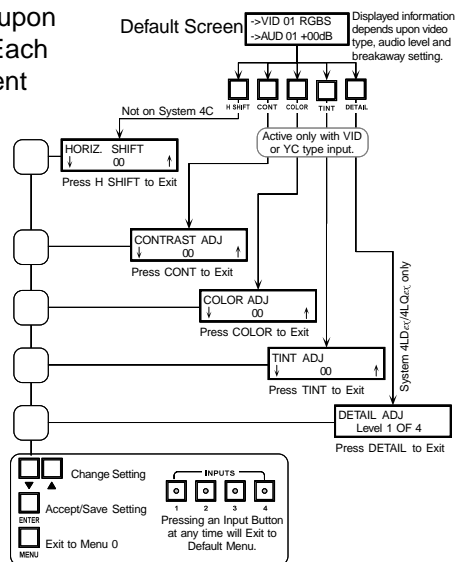 upon
Each
ent
Default Screen
->VID 01 RGBS
->AUD 01 +00dB
Displayed information
depends upon video
type, audio level and
breakaway setting.
H SHIFT CONT COLOR TINT DETAIL
Not on System 4C
Active only with VID
or YC type input.
HORIZ. SHIFT
↓ 00 ↑
Press H SHIFT to Exit
CONTRAST ADJ
↓ 00 ↑
Press CONT to Exit
COLOR ADJ
↓ 00 ↑
Press COLOR to Exit
TINT ADJ
↓ 00 ↑
Press TINT to Exit
System 4LDex/4LQex only
DETAIL ADJ
Level 1 OF 4
Press DETAIL to Exit
▼ ▲ Change Setting
ENTER Accept/Save Setting
MENU Exit to Menu 0
INPUTS
1 2 3 4
Pressing an Input Button
at any time will Exit to
Default Menu.